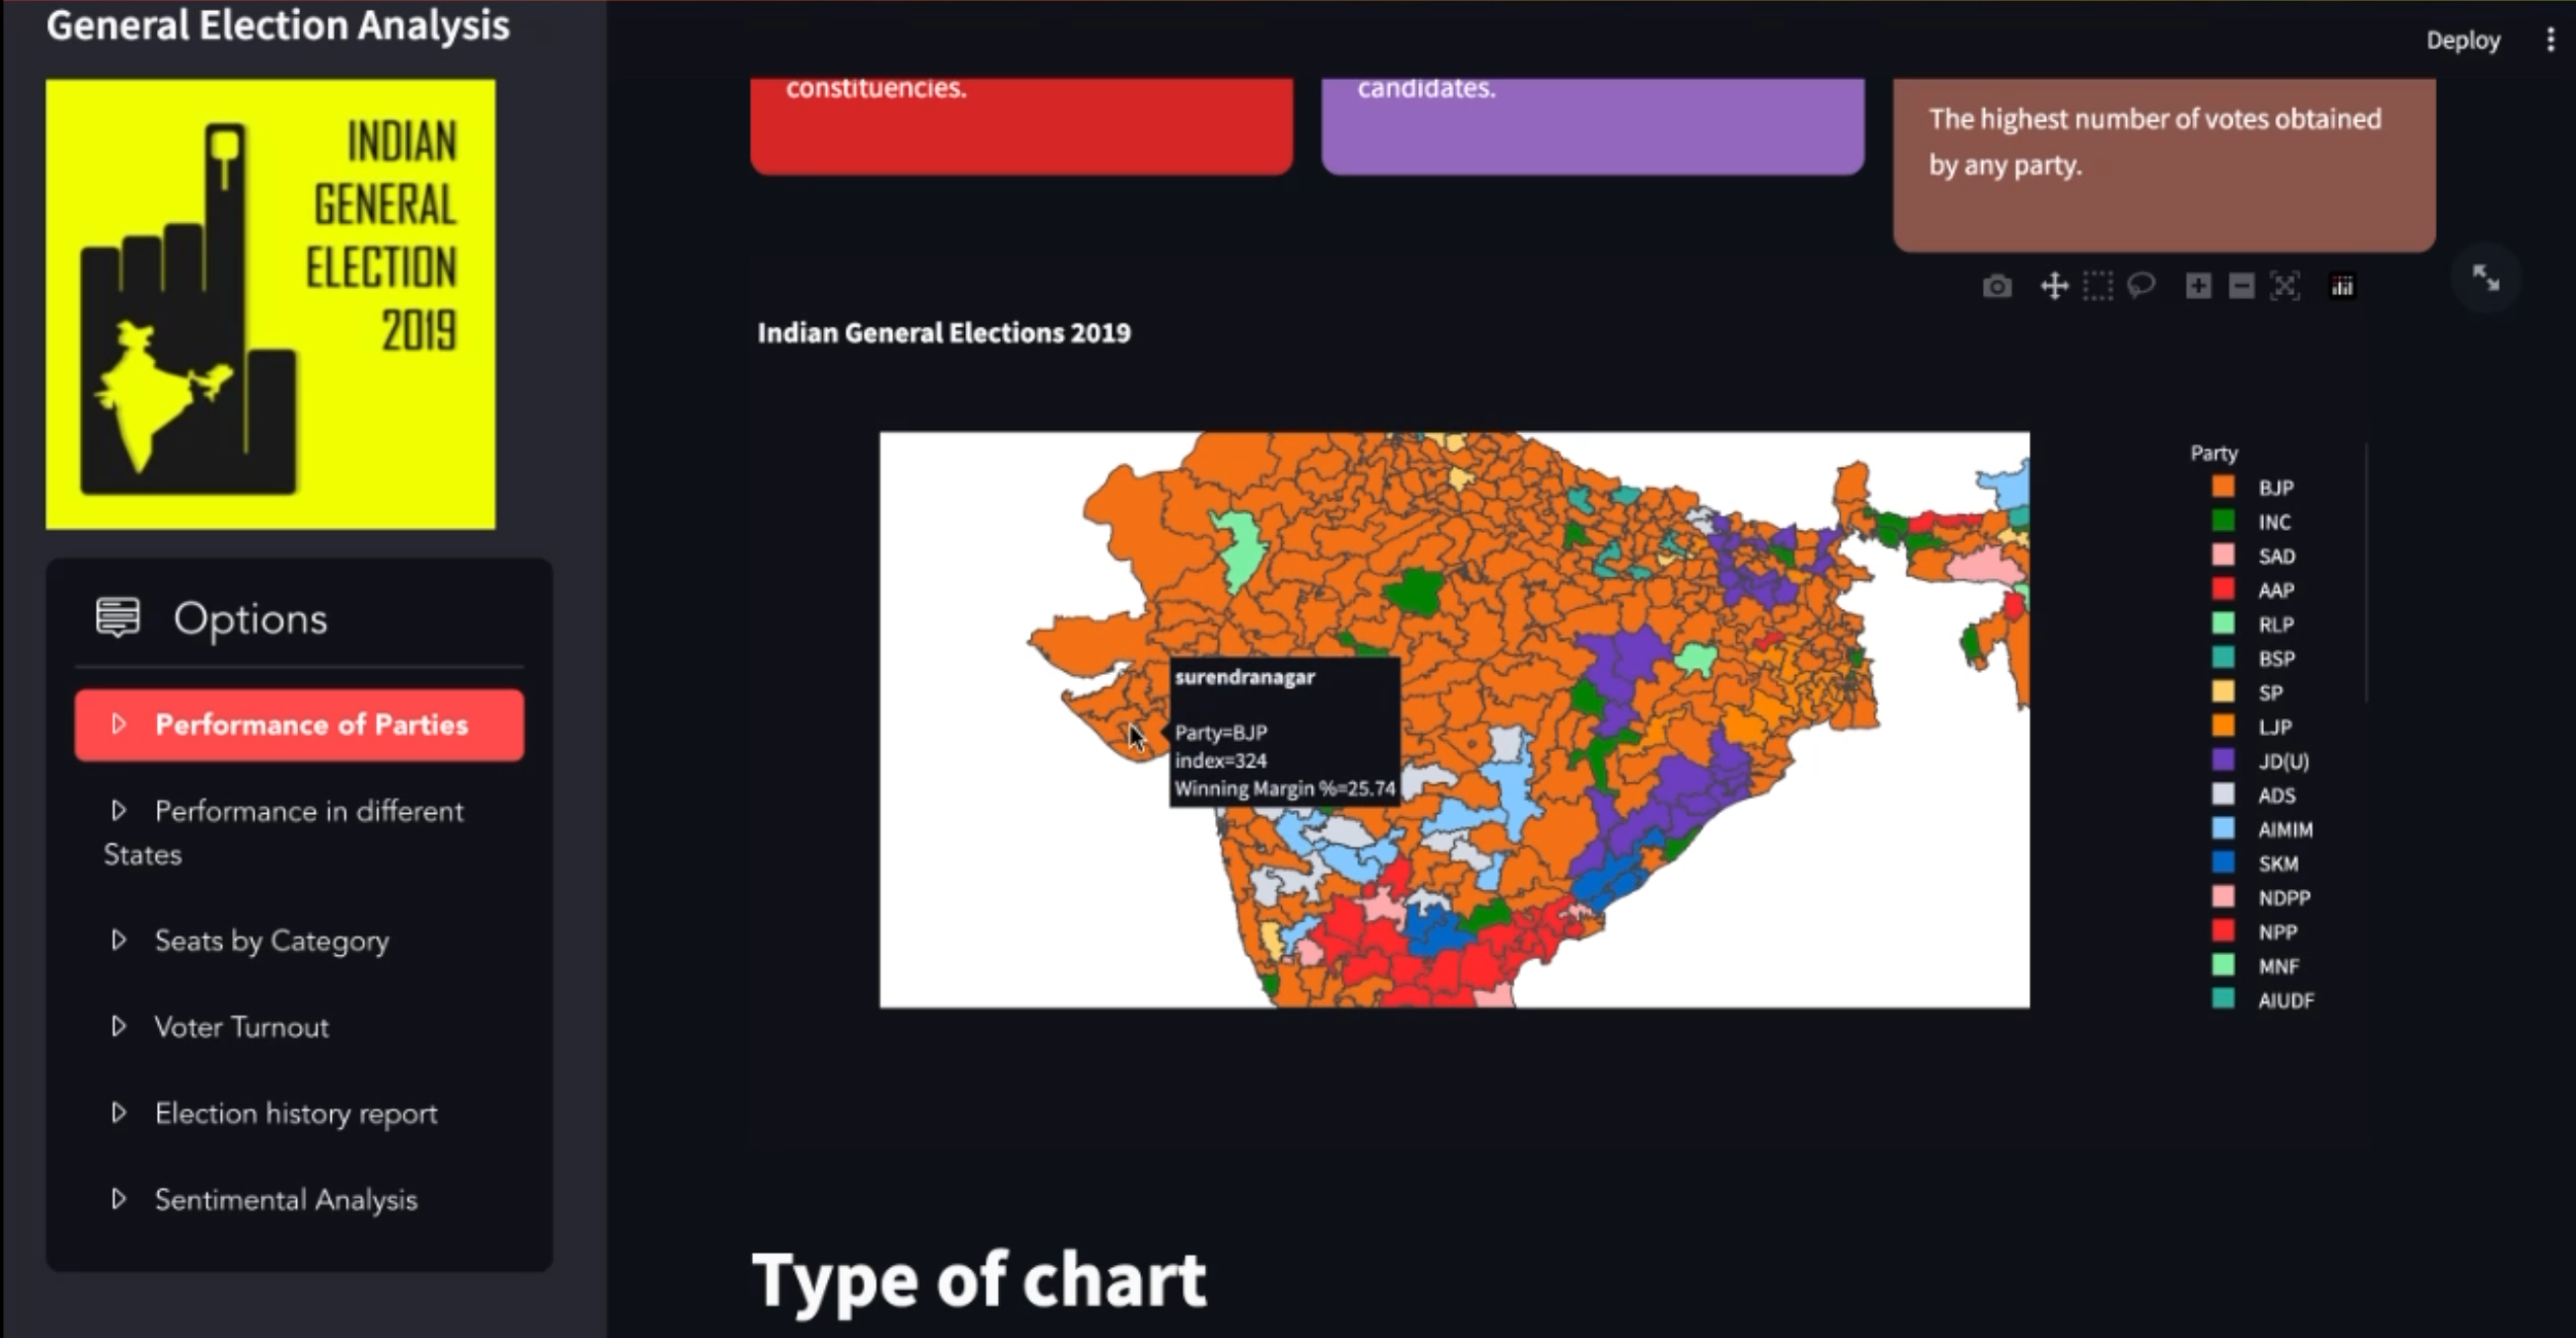 General Election Analysis
INDIAN
GENERAL
ELECTION
2019
Options
Performance of Parties
Performance in different
States
Seats by Category
Voter Turnout
Election history report
Sentimental Analysis
Deploy
constituencies.
candidates.
The highest number of votes obtained
by any party.
Indian General Elections 2019
surendranagar
Party=BJP
index=324
Winning Margin %=25.74
Party
BJP
INC
SAD
AAP
RLP
BSP
SP
LJP
JD(U)
ADS
AIMIM
SKM
NDPP
NPP
MNF
AIUDF
Type of chart